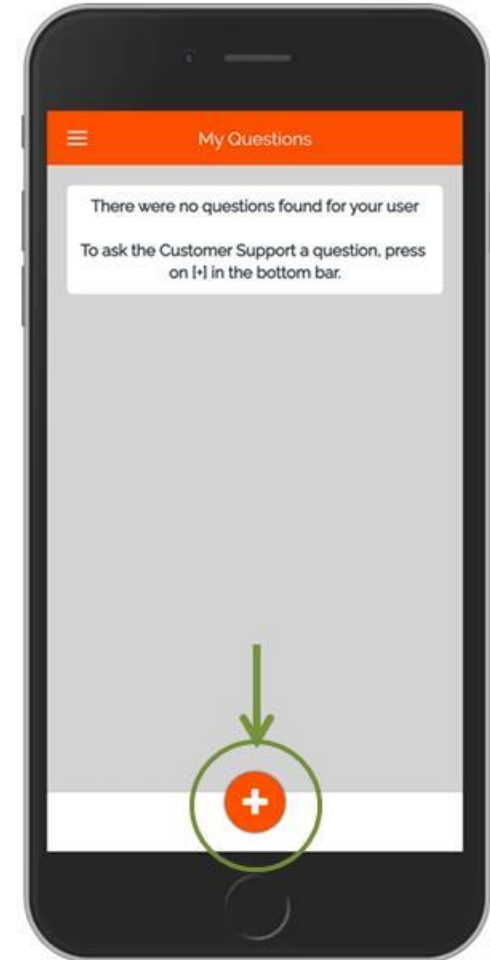 My Questions
There were no questions found for your user
To ask the Customer Support a question, press
on [+] in the bottom bar.